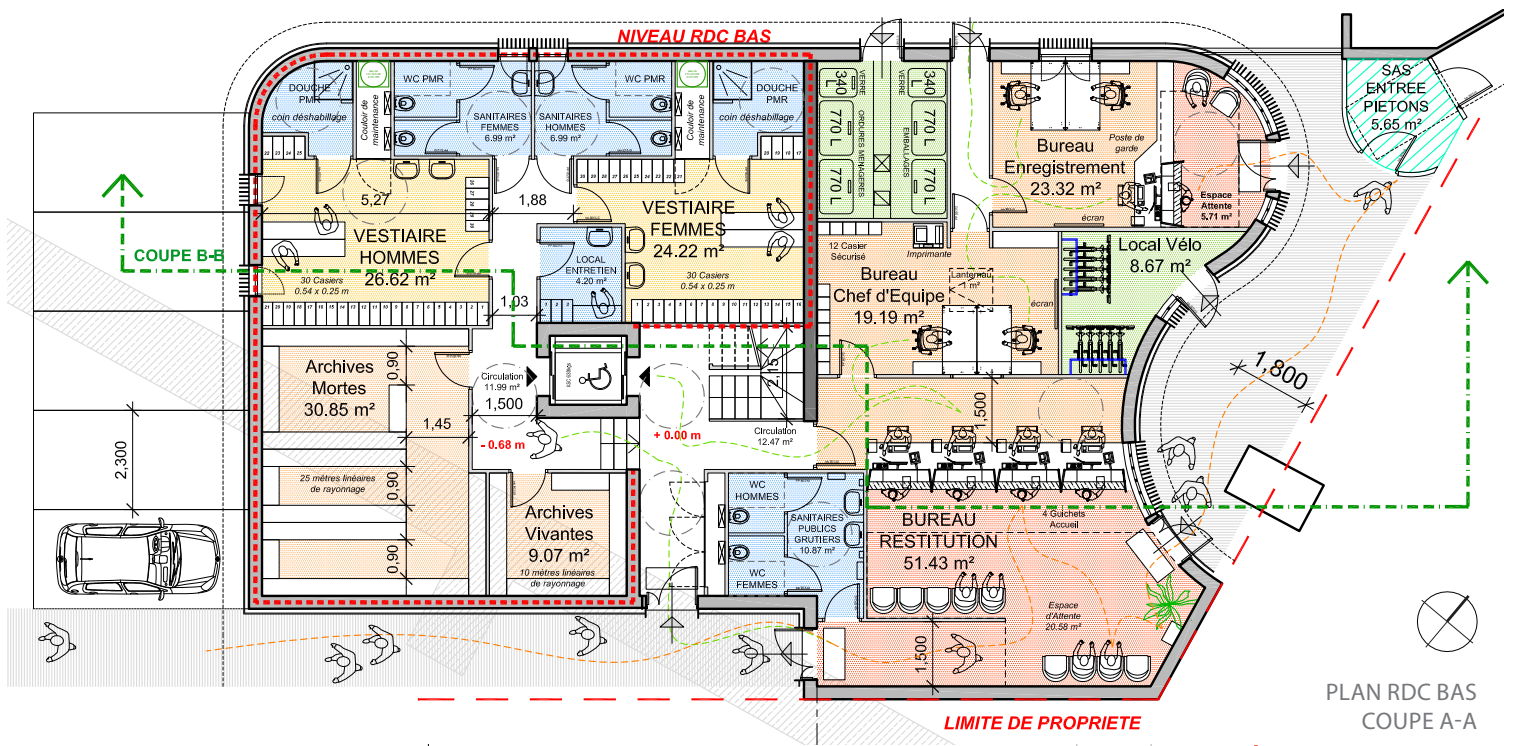 NIVEAU RDC BAS
DOUCHE
PMR
coin déshabillage
Couloir de
maintenance
WC PMR
SANITAIRES
FEMMES
6.99 m²
SANITAIRES
HOMMES
6.99 m²
WC PMR
Couloir de
maintenance
DOUCHE
PMR
coin déshabillage
340 L
VERRE
VERRE
340 L
770 L
770 L
770 L
770 L
ORDURES MENAGERES
EMBALLAGES
Bureau
Enregistrement
23.32 m²
Poste de
garde
écran
Espace
Attente
5.71 m²
SAS
ENTREE
PIETONS
5.65 m²
COUPE B-B
5,27
1,88
VESTIAIRE
HOMMES
26.62 m²
30 Casiers
0.54 x 0.25 m
1,03
LOCAL
ENTRETIEN
4.20 m²
VESTIAIRE
FEMMES
24.22 m²
30 Casiers
0.54 x 0.25 m
12 Casier
Sécurisé
Imprimante
Bureau
Chef d'Equipe
19.19 m²
Lanterneau
1 m²
écran
Local Vélo
8.67 m²
Archives
Mortes
30.85 m²
0,90
1,45
Circulation
11.99 m²
1,500
- 0.68 m
+ 0.00 m
2,15
Circulation
12.47 m²
1,500
1,800
2,300
25 mètres linéaires
de rayonnage
0,90
0,90
Archives
Vivantes
9.07 m²
10 mètres linéaires
de rayonnage
WC
HOMMES
SANITAIRES
PUBLICS
GRUTIERS
10.87 m²
WC
FEMMES
BUREAU
RESTITUTION
51.43 m²
4 Guichets
Accueil
Espace
d'Attente
20.58 m²
1,500
LIMITE DE PROPRIETE
PLAN RDC BAS
COUPE A-A